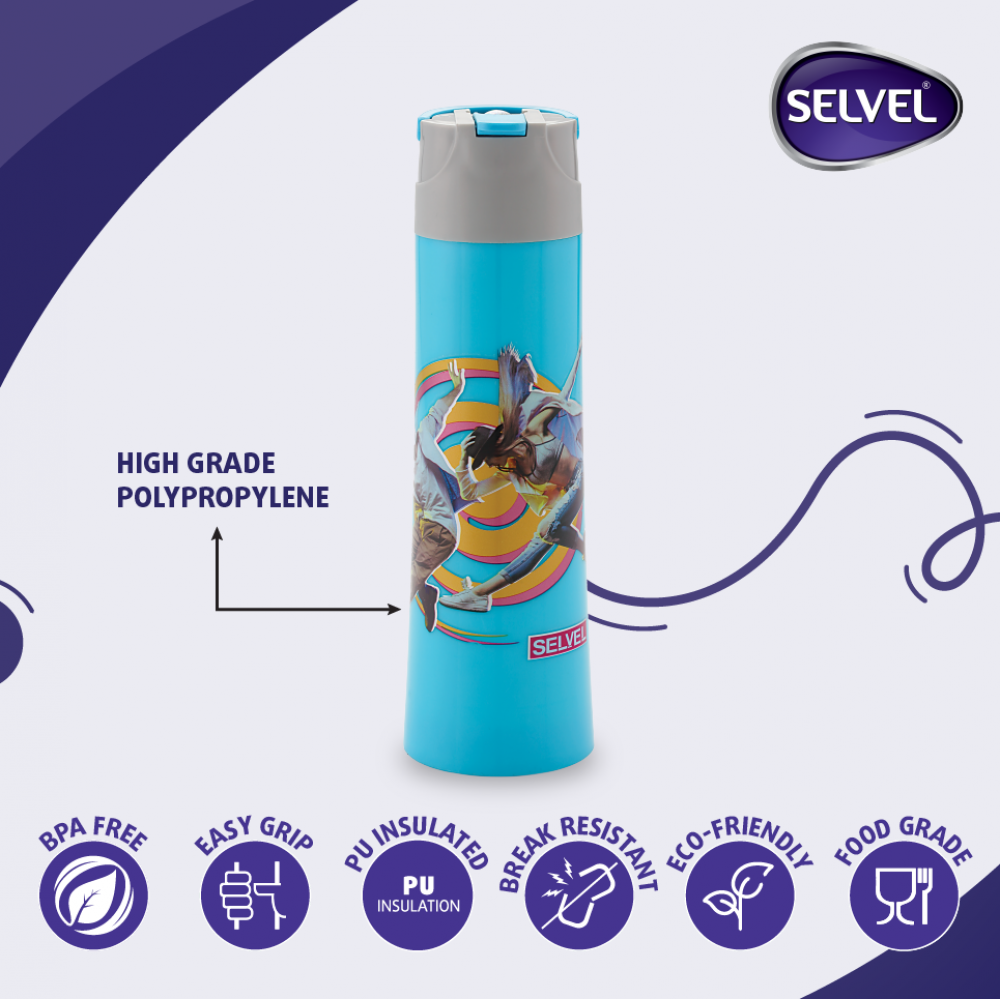 SELVEL®
HIGH GRADE
POLYPROPYLENE
SELVEL
BPA FREE
EASY GRIP
PU INSULATED
PU
INSULATION
BREAK RESISTANT
ECO-FRIENDLY
FOOD GRADE